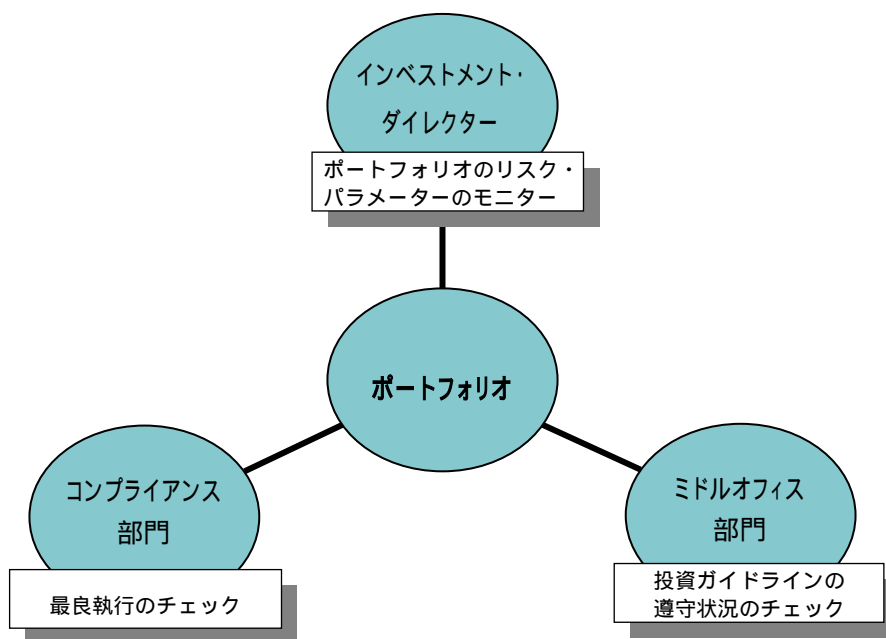 インベストメント・
ダイレクター
ポートフォリオのリスク・
パラメーターのモニター
ポートフォリオ
コンプライアンス
部門
最良執行のチェック
ミドルオフィス
部門
投資ガイドラインの
遵守状況のチェック